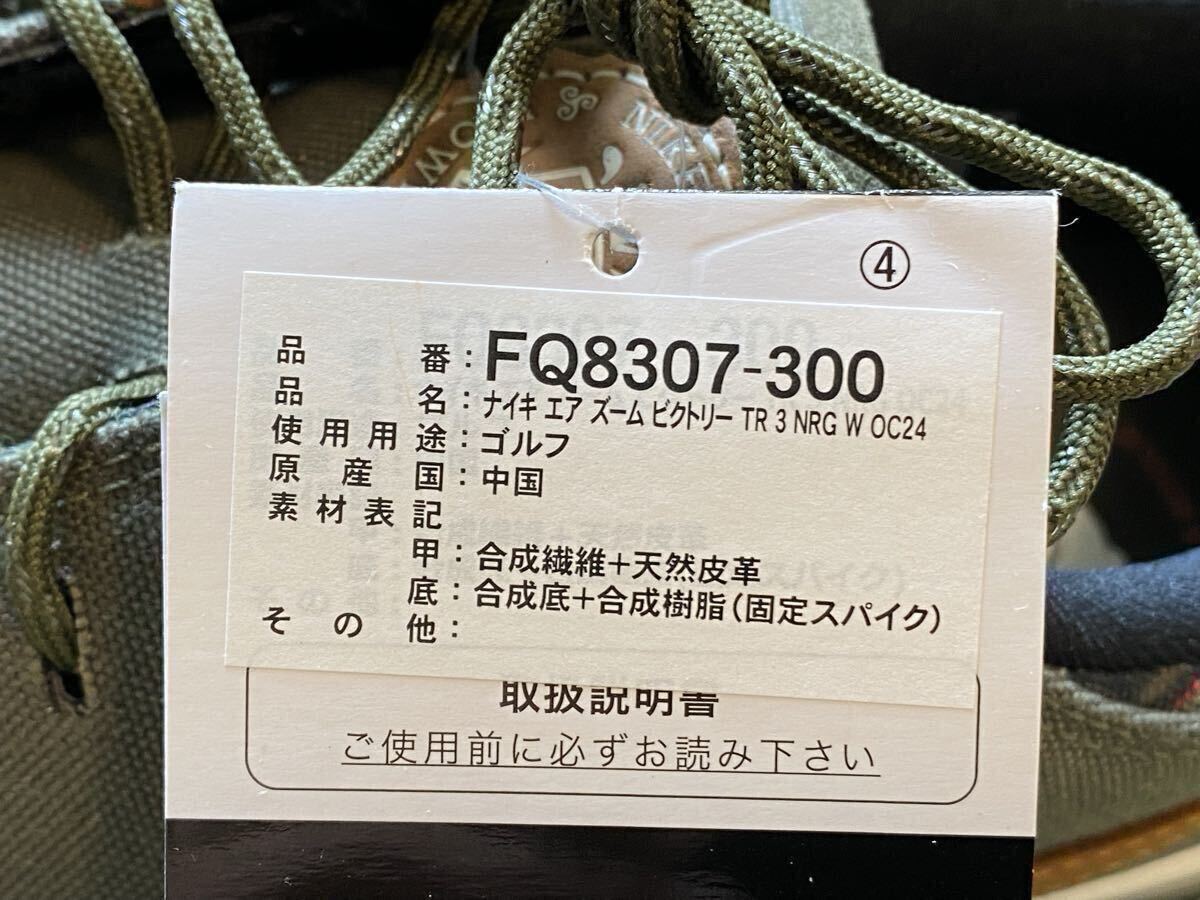 NIKE
④
品番：FQ8307-300
品名：ナイキ エア ズーム ビクトリー TR 3 NRG W OC24
使用用途：ゴルフ
原産国：中国
素材表記
甲：合成繊維＋天然皮革
底：合成底＋合成樹脂（固定スパイク）
その他：
取扱説明書
ご使用前に必ずお読み下さい